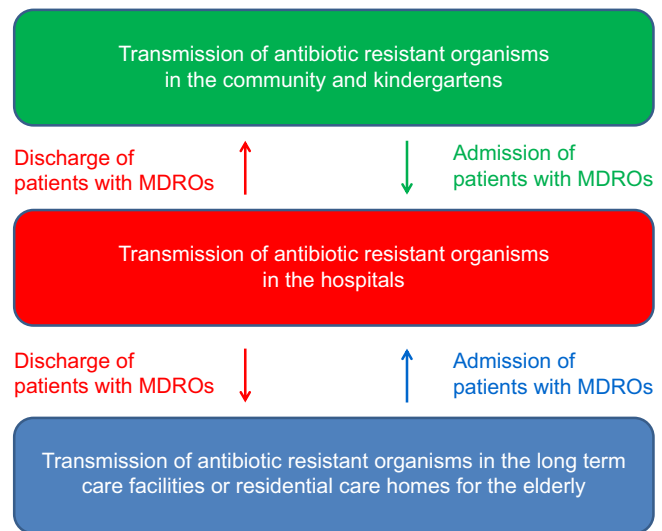 Transmission of antibiotic resistant organisms
in the community and kindergartens
Discharge of
patients with MDROs
Admission of
patients with MDROs
Transmission of antibiotic resistant organisms
in the hospitals
Discharge of
patients with MDROs
Admission of
patients with MDROs
Transmission of antibiotic resistant organisms in the long term
care facilities or residential care homes for the elderly